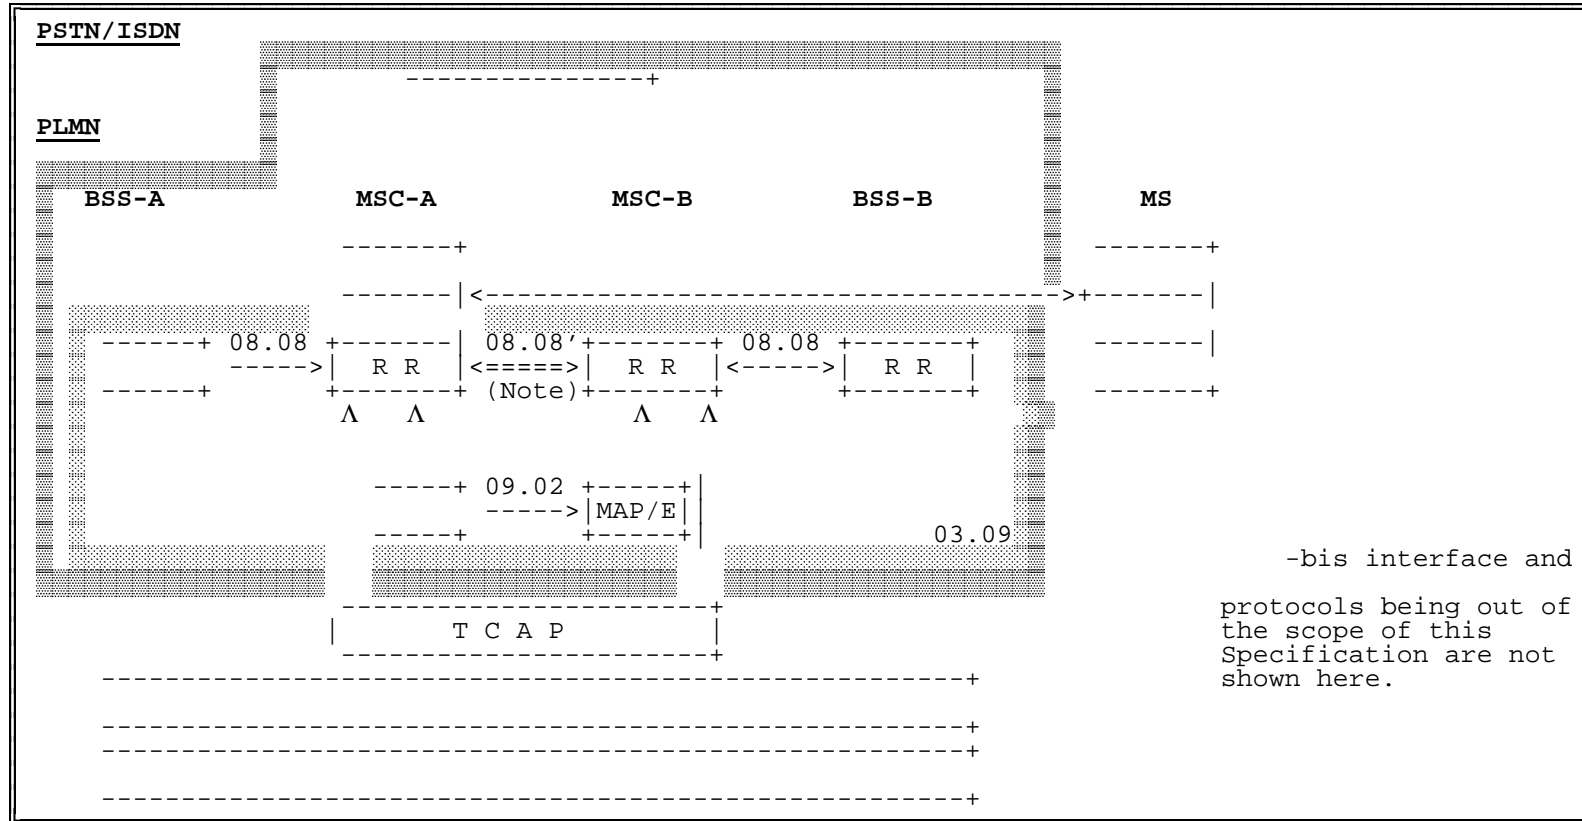 PSTN/ISDN
---------------+
PLMN
BSS-A MSC-A MSC-B BSS-B MS
-------+ -------+
-------|<------------------------------------>+-------|
------+ 08.08 +-------| 08.08'+-------+ 08.08 +-------+ -------|
----->| R R |<=====>| R R |<----->| R R |
------+ +-------+ (Note)+-------+ +-------+ -------+
Λ Λ Λ Λ
-----+ 09.02 +-----+|
----->|MAP/E||
-----+ +-----+| 03.09
-bis interface and
-----------------------+
protocols being out of
| T C A P |
the scope of this
-----------------------+
Specification are not
------------------------------------------------------+
shown here.
------------------------------------------------------+
------------------------------------------------------+
------------------------------------------------------+